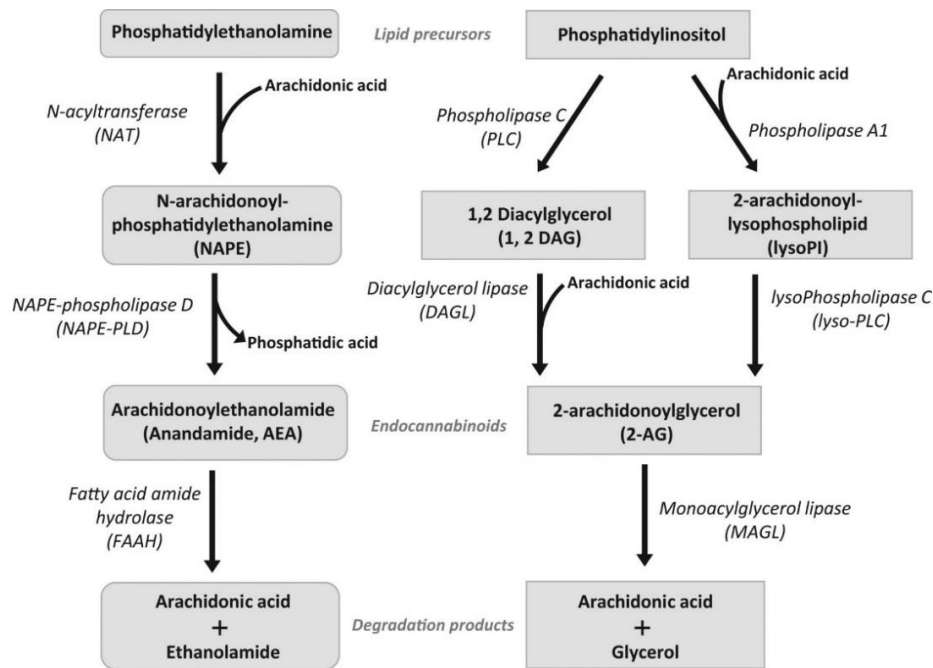 Phosphatidylethanolamine
Lipid precursors
Phosphatidylinositol
Arachidonic acid
N-acyltransferase
(NAT)
Phospholipase C
(PLC)
Arachidonic acid
Phospholipase A1
N-arachidonoyl-
phosphatidylethanolamine
(NAPE)
1,2 Diacylglycerol
(1, 2 DAG)
2-arachidonoyl-
lysophospholipid
(lysoPI)
NAPE-phospholipase D
(NAPE-PLD)
Phosphatidic acid
Diacylglycerol lipase
(DAGL)
Arachidonic acid
lysoPhospholipase C
(lyso-PLC)
Arachidonoylethanolamide
(Anandamide, AEA)
Endocannabinoids
2-arachidonoylglycerol
(2-AG)
Fatty acid amide
hydrolase
(FAAH)
Monoacylglycerol lipase
(MAGL)
Arachidonic acid
+
Ethanolamide
Degradation products
Arachidonic acid
+
Glycerol